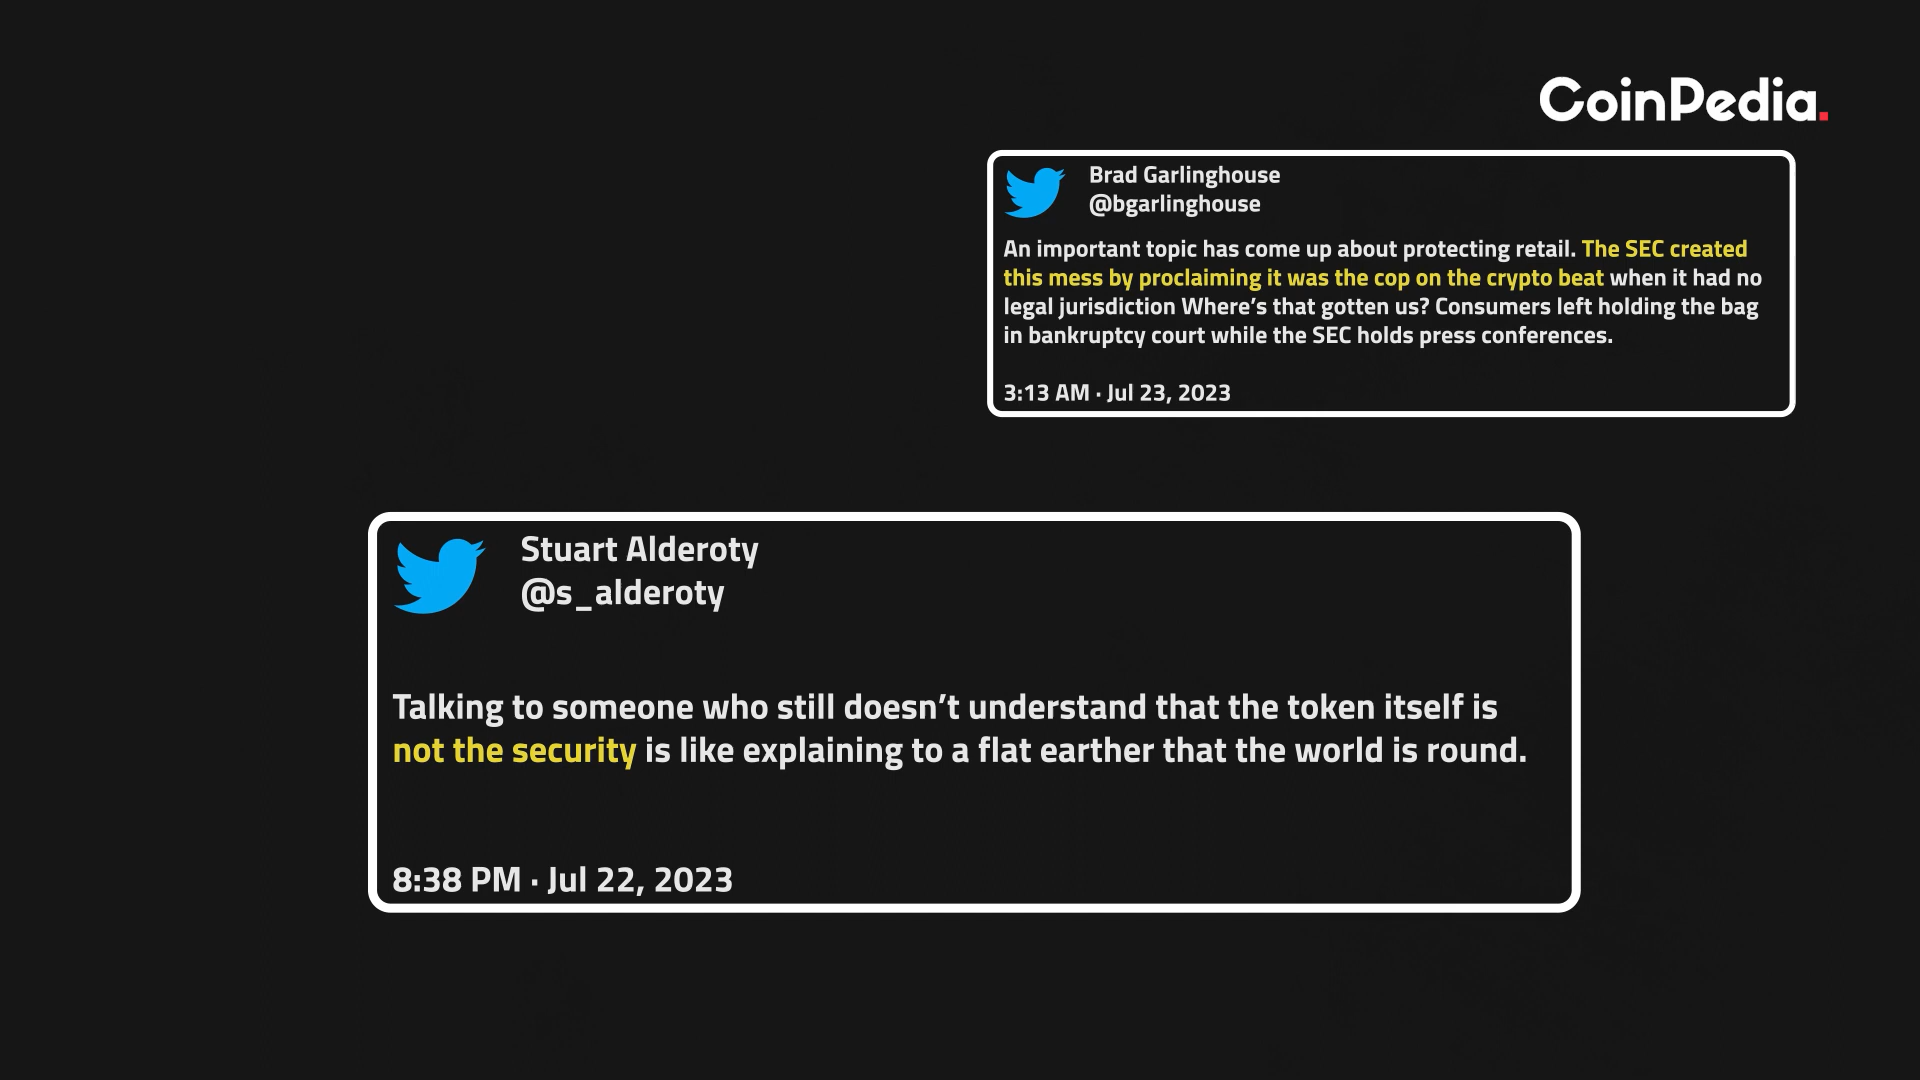 CoinPedia.
Brad Garlinghouse
@bgarlinghouse
An important topic has come up about protecting retail. The SEC created
this mess by proclaiming it was the cop on the crypto beat when it had no
legal jurisdiction Where’s that gotten us? Consumers left holding the bag
in bankruptcy court while the SEC holds press conferences.
3:13 AM · Jul 23, 2023
Stuart Alderoty
@s_alderoty
Talking to someone who still doesn’t understand that the token itself is
not the security is like explaining to a flat earther that the world is round.
8:38 PM · Jul 22, 2023